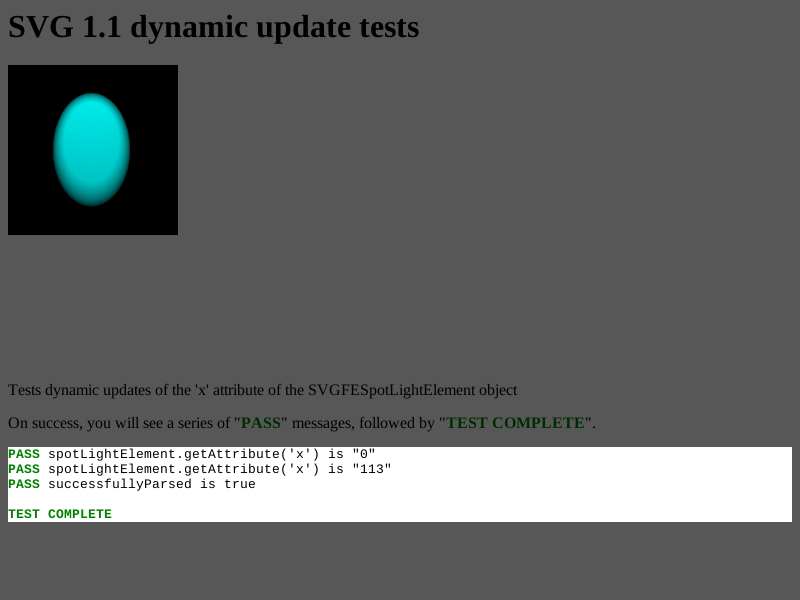 SVG 1.1 dynamic update tests
Tests dynamic updates of the 'x' attribute of the SVGFESpotLightElement object
On success, you will see a series of "PASS" messages, followed by "TEST COMPLETE".
PASS spotLightElement.getAttribute('x') is "0"
PASS spotLightElement.getAttribute('x') is "113"
PASS successfullyParsed is true
TEST COMPLETE